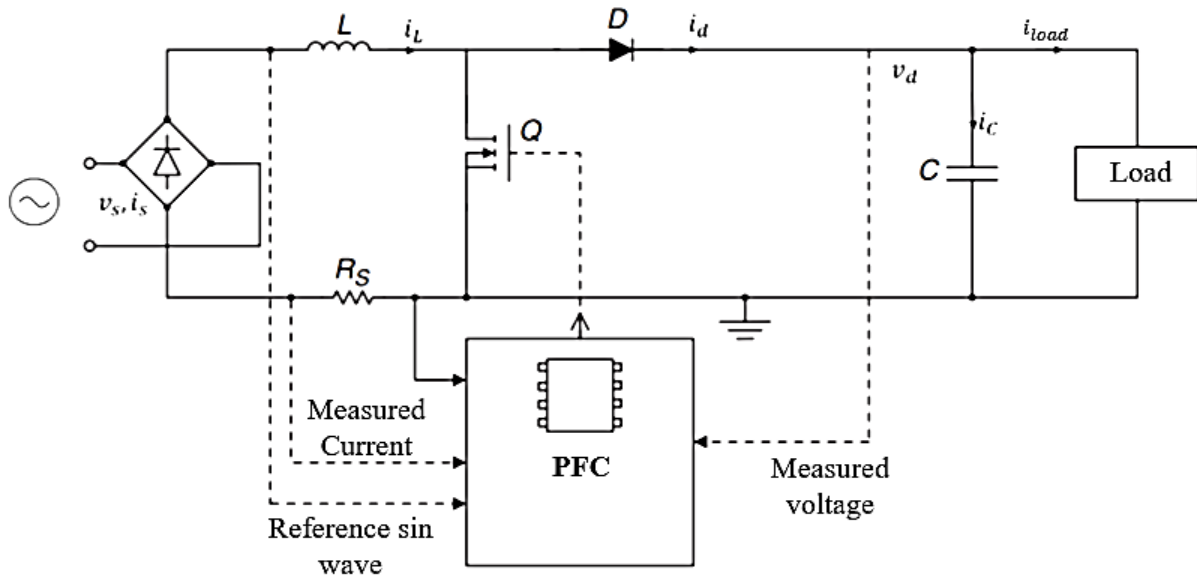 L
i_L
D
i_d
i_load
v_d
Q
i_C
C
Load
v_s, i_s
R_S
Measured
Current
PFC
Measured
voltage
Reference sin
wave